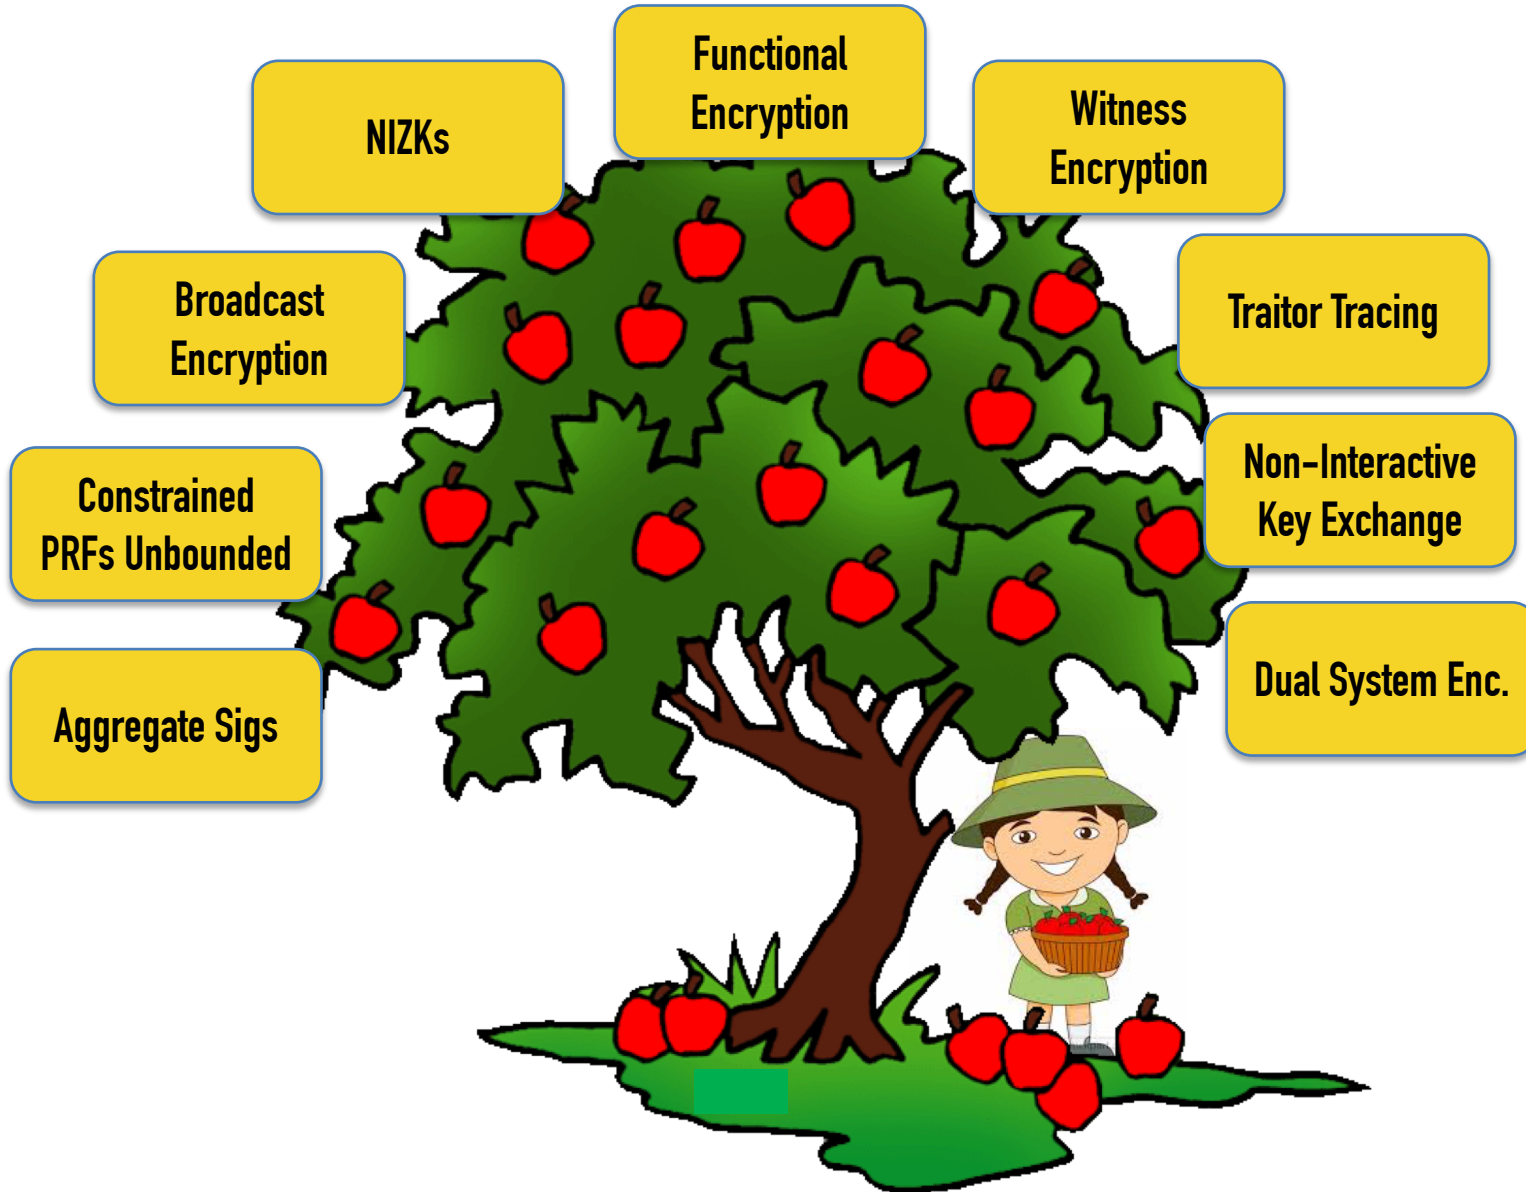 Functional
Encryption
NIZKs
Witness
Encryption
Broadcast
Encryption
Traitor Tracing
Constrained
PRFs Unbounded
Non-Interactive
Key Exchange
Aggregate Sigs
Dual System Enc.